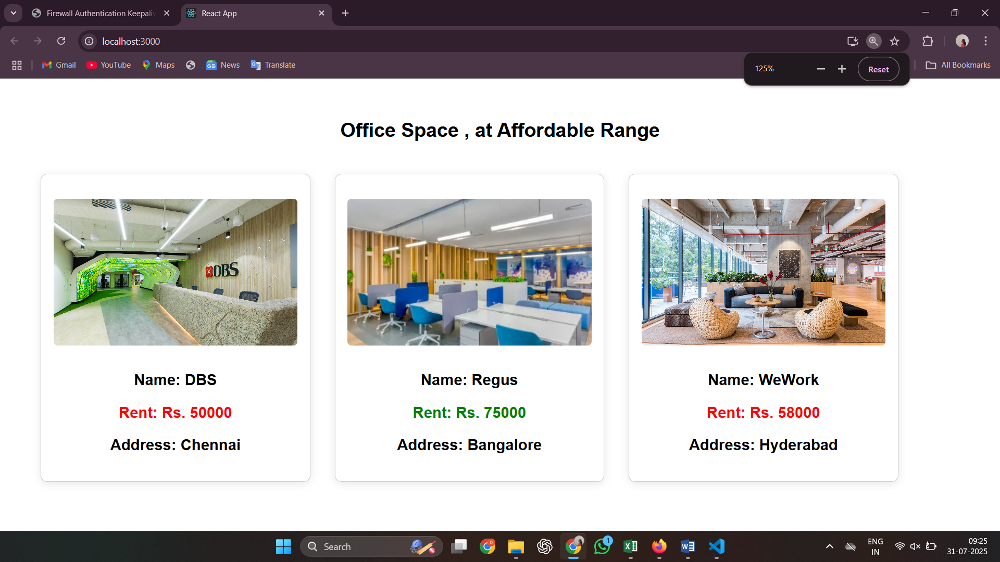 Firewall Authentication Keepaliv
React App
localhost:3000
Gmail
YouTube
Maps
News
Translate
125%
Reset
All Bookmarks
Office Space , at Affordable Range
DBS
Name: DBS
Rent: Rs. 50000
Address: Chennai
Name: Regus
Rent: Rs. 75000
Address: Bangalore
Name: WeWork
Rent: Rs. 58000
Address: Hyderabad
Search
1
ENG
IN
09:25
31-07-2025